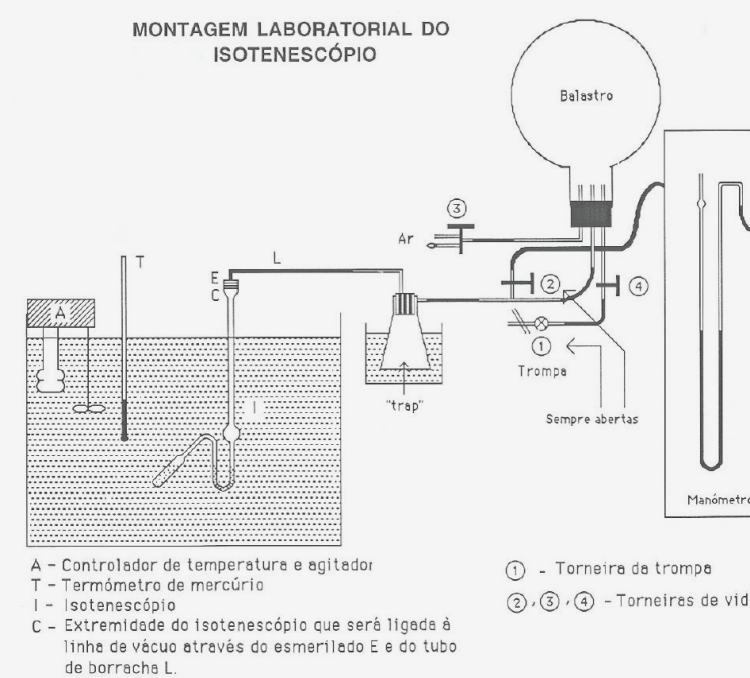 MONTAGEM LABORATORIAL DO
ISOTENESCÓPIO
Balastro
3
Ar
T
L
E
C
A
2
4
1
Trompa
I
"trap"
Sempre abertas
Manómetro
A - Controlador de temperatura e agitador
T - Termómetro de mercúrio
I - Isotenescópio
C - Extremidade do isotenescópio que será ligada à
linha de vácuo através do esmerilado E e do tubo
de borracha L.
1 - Torneira da trompa
2, 3, 4 - Torneiras de vid